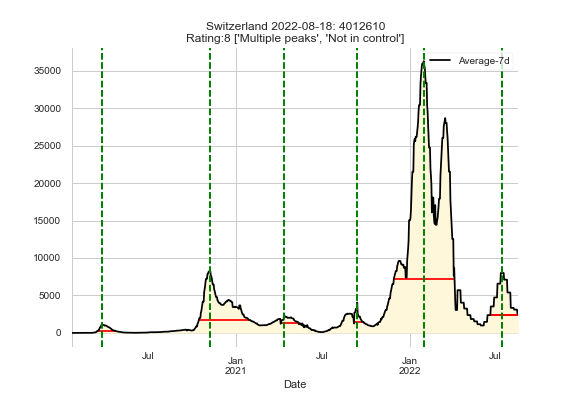 Switzerland 2022-08-18: 4012610
Rating:8 ['Multiple peaks', 'Not in control']
Average-7d
35000
30000
25000
20000
15000
10000
5000
0
Jul
Jan
2021
Jul
Jan
2022
Jul
Date